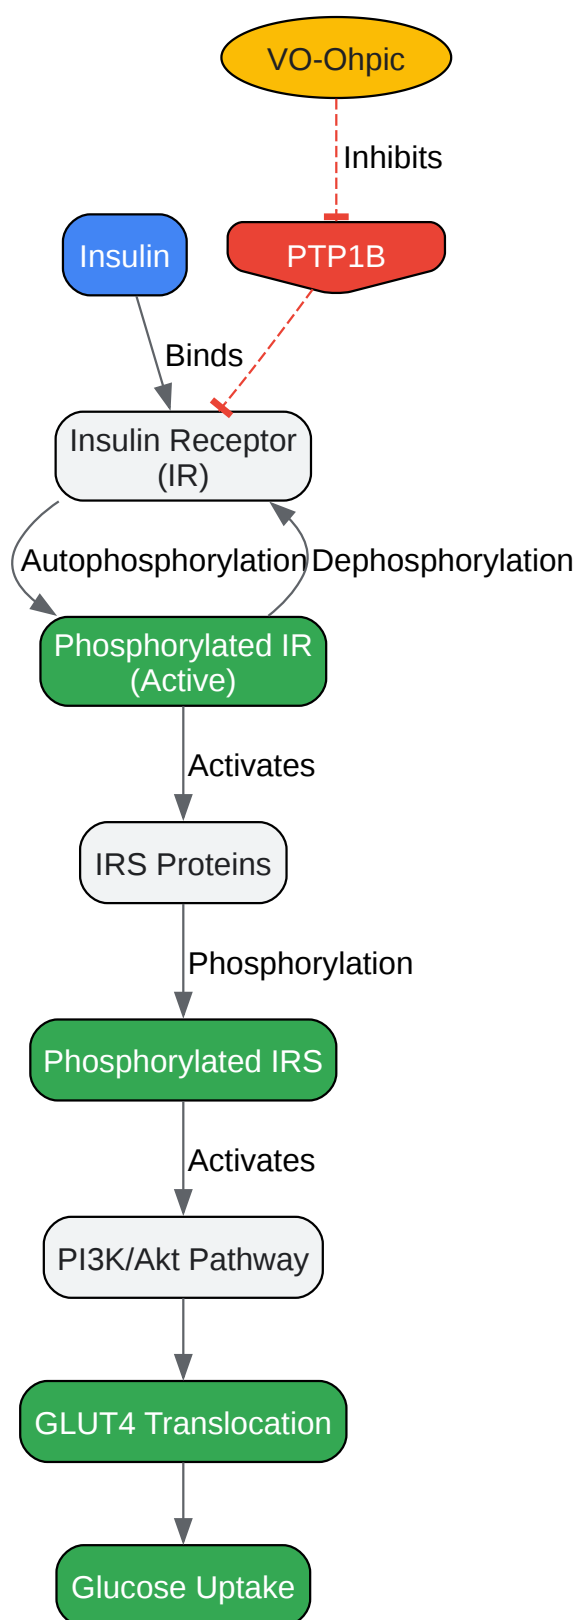 VO-Ohpic
Inhibits
Insulin
PTP1B
Binds
Insulin Receptor
(IR)
Autophosphorylation
Dephosphorylation
Phosphorylated IR
(Active)
Activates
IRS Proteins
Phosphorylation
Phosphorylated IRS
Activates
PI3K/Akt Pathway
GLUT4 Translocation
Glucose Uptake